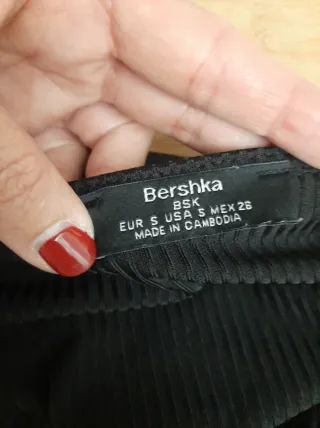 Bershka
BSK
EUR S USA S MEX 26
MADE IN CAMBODIA